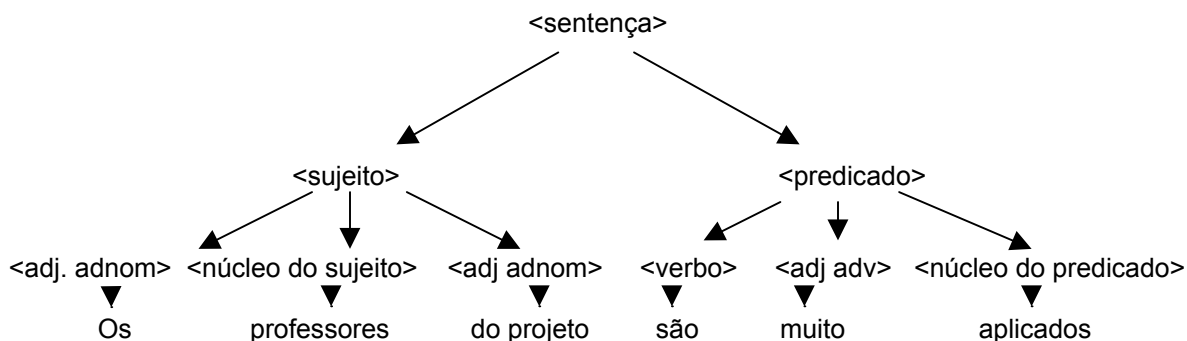 <sentença>
<sujeito> <predicado>
<adj. adnom> <núcleo do sujeito> <adj adnom> <verbo> <adj adv> <núcleo do predicado>
Os professores do projeto são muito aplicados